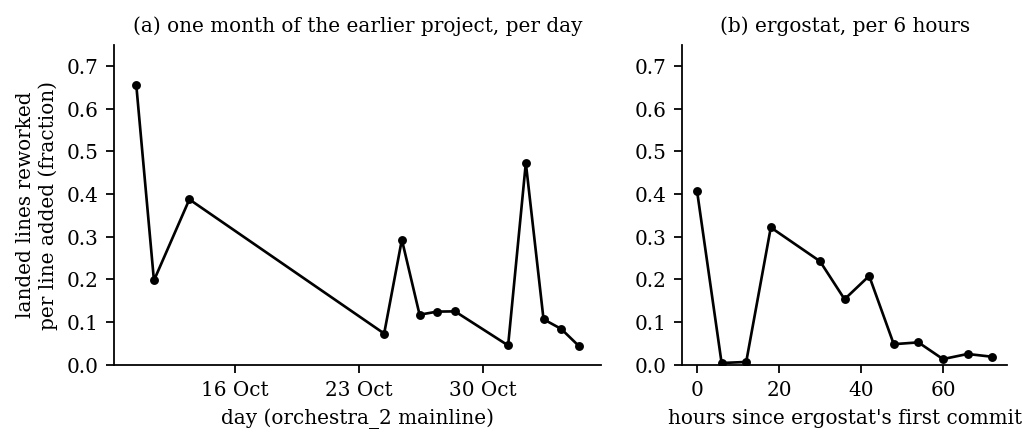 (a) one month of the earlier project, per day
(b) ergostat, per 6 hours
landed lines reworked
per line added (fraction)
0.7
0.6
0.5
0.4
0.3
0.2
0.1
0.0
16 Oct
23 Oct
30 Oct
day (orchestra_2 mainline)
0.7
0.6
0.5
0.4
0.3
0.2
0.1
0.0
0
20
40
60
hours since ergostat's first commit